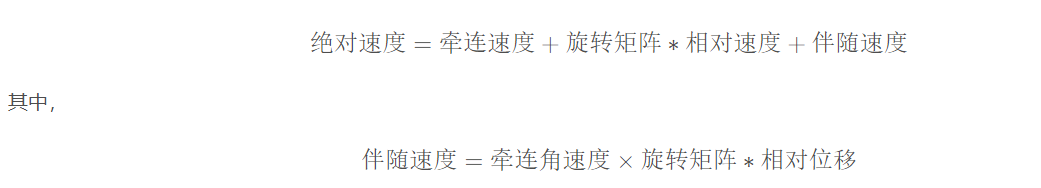 绝对速度 = 牵连速度 + 旋转矩阵 * 相对速度 + 伴随速度
其中，
伴随速度 = 牵连角速度 × 旋转矩阵 * 相对位移